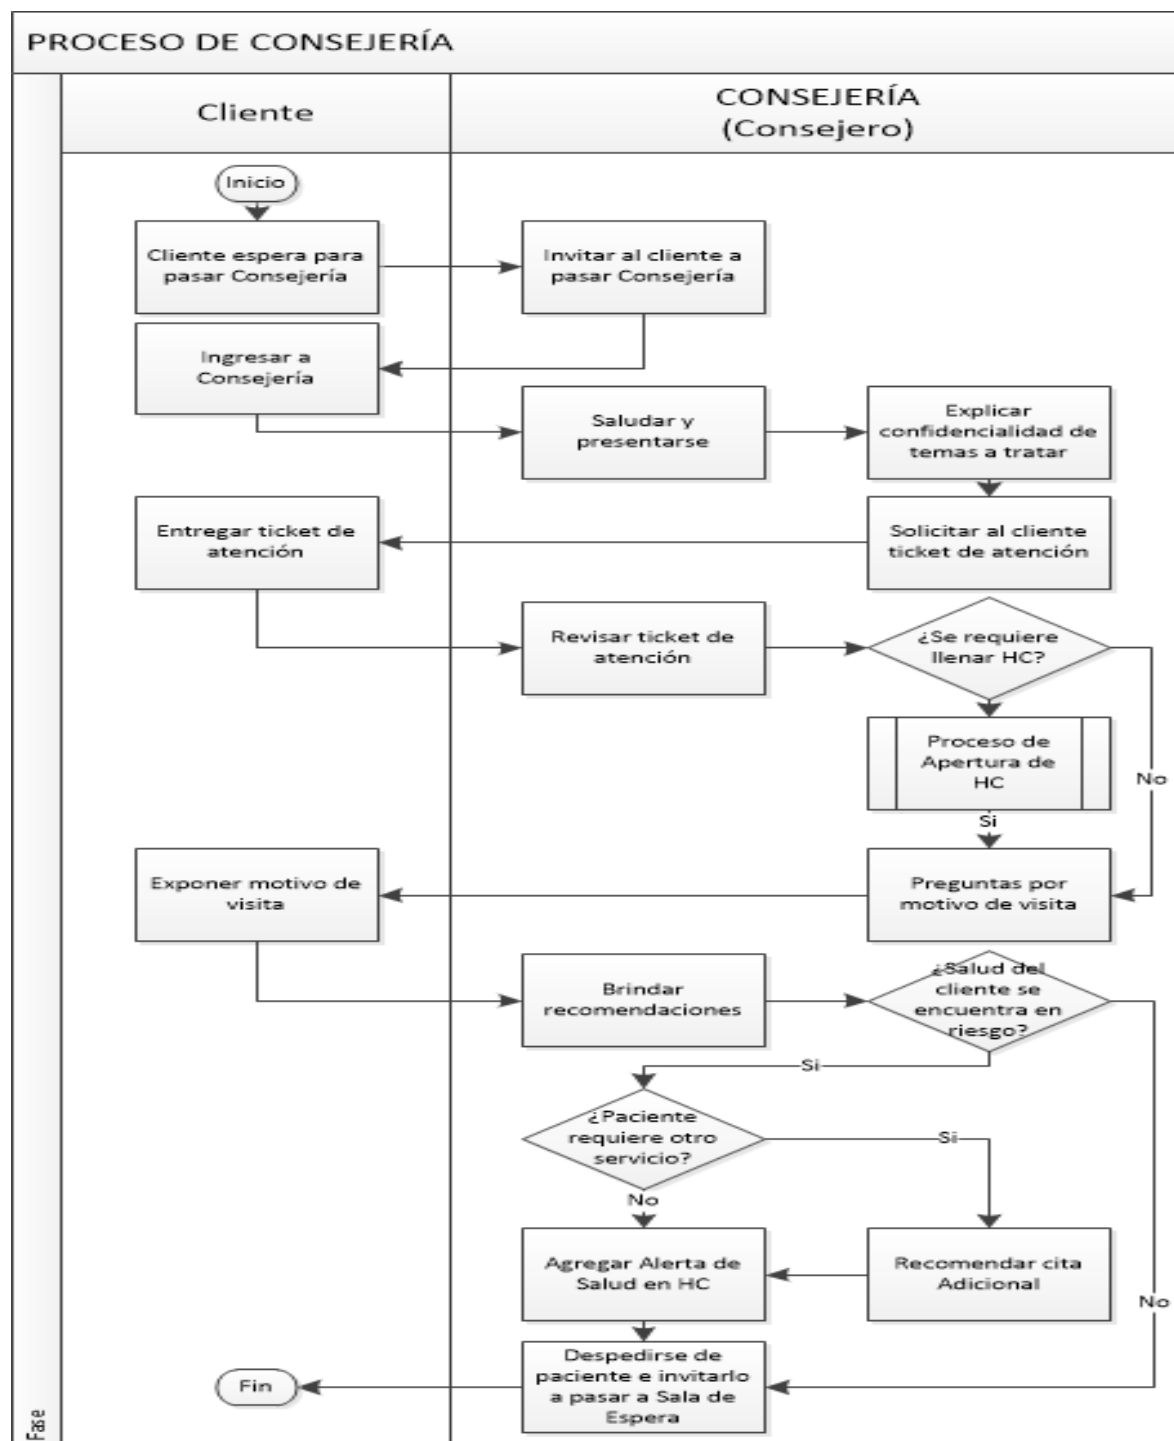 PROCESO DE CONSEJERÍA
Cliente
CONSEJERÍA
(Consejero)
Inicio
Cliente espera para
pasar Consejería
Invitar al cliente a
pasar Consejería
Ingresar a
Consejería
Saludar y
presentarse
Explicar
confidencialidad de
temas a tratar
Entregar ticket de
atención
Solicitar al cliente
ticket de atención
Revisar ticket de
atención
¿Se requiere
llenar HC?
Proceso de
Apertura de
HC
No
Si
Exponer motivo de
visita
Preguntas por
motivo de visita
Brindar
recomendaciones
¿Salud del
cliente se
encuentra en
riesgo?
Si
¿Paciente
requiere otro
servicio?
Si
No
Agregar Alerta de
Salud en HC
Recomendar cita
Adicional
No
Despedirse de
paciente e invitarlo
a pasar a Sala de
Espera
Fin
Fase